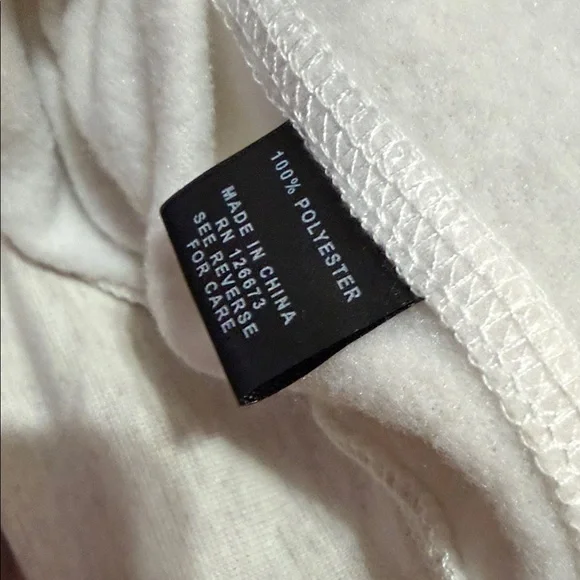 100% POLYESTER
MADE IN CHINA
RN 126673
SEE REVERSE
FOR CARE